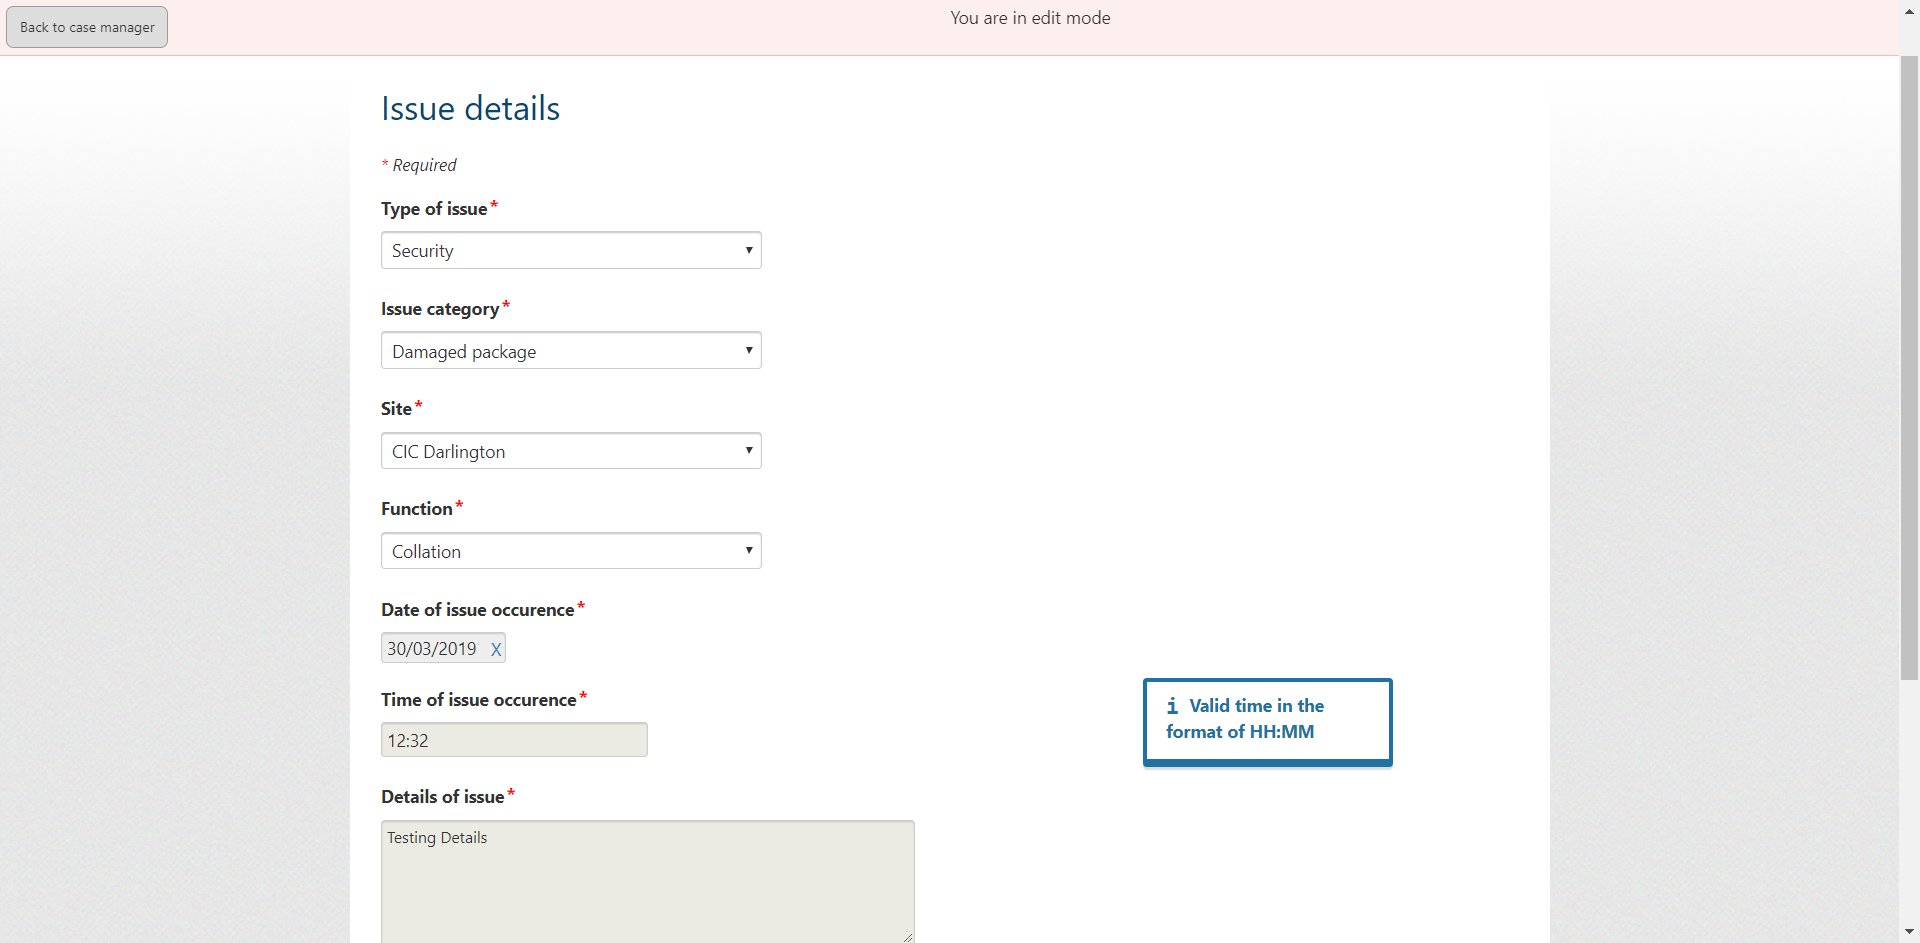 Back to case manager
You are in edit mode
Issue details
* Required
Type of issue*
Security
Issue category*
Damaged package
Site*
CIC Darlington
Function*
Collation
Date of issue occurence*
30/03/2019 X
Time of issue occurence*
12:32
i Valid time in the
format of HH:MM
Details of issue*
Testing Details